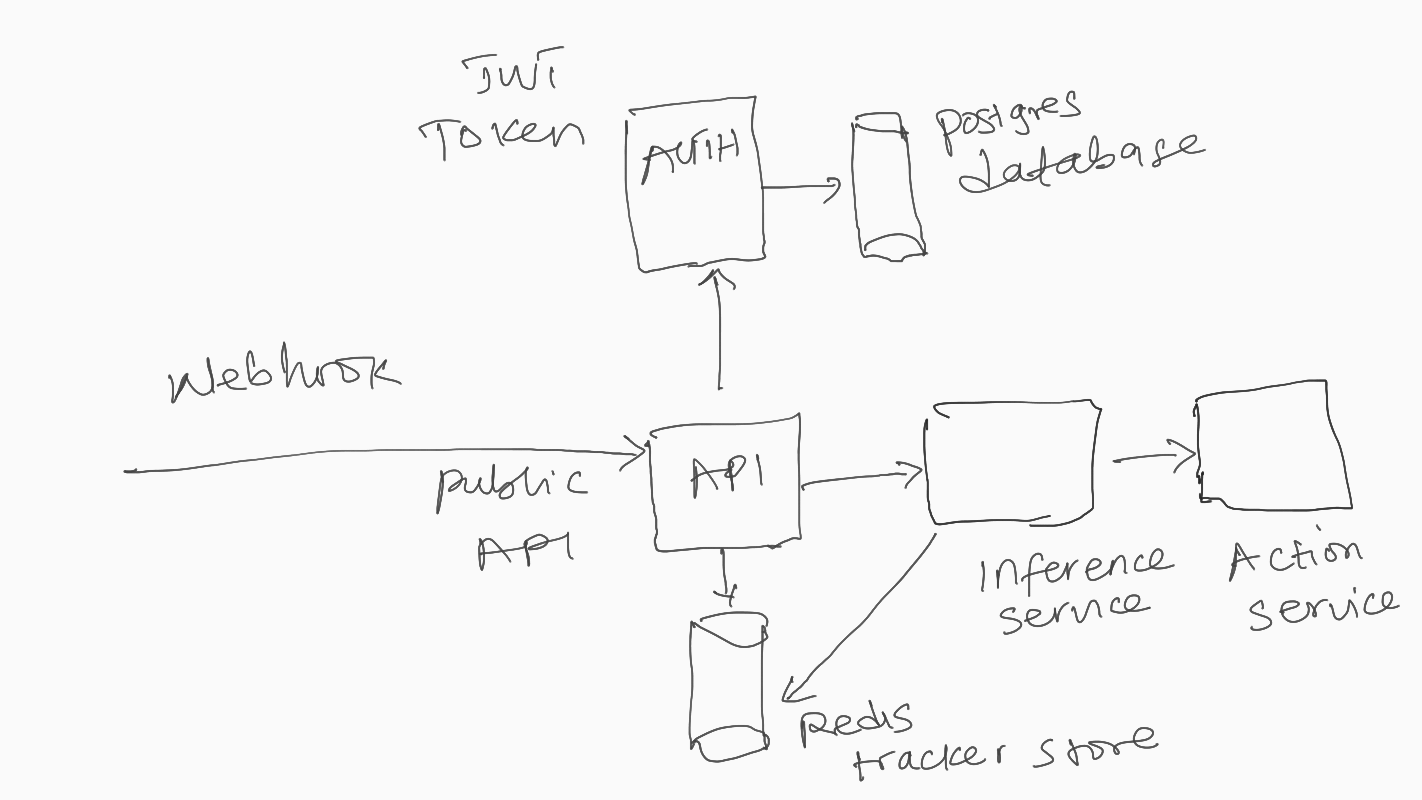 JWT
Token
AUTH
postgres
database
Webhook
public
API
API
Inference
service
Action
service
Redis
tracker store